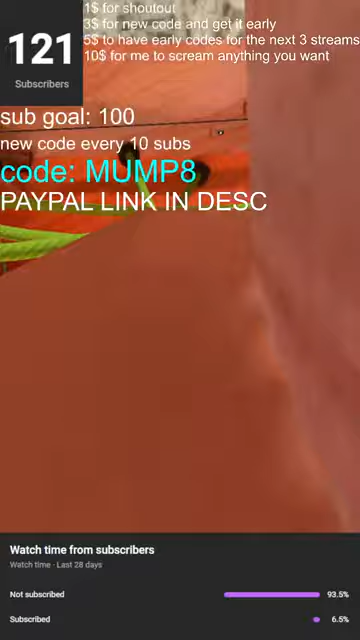 1$ for shoutout
3$ for new code and get it early
5$ to have early codes for the next 3 streams
10$ for me to scream anything you want
121
Subscribers
sub goal: 100
new code every 10 subs
code: MUMP8
PAYPAL LINK IN DESC
Watch time from subscribers
Watch time · Last 28 days
Not subscribed 93.5%
Subscribed 6.5%